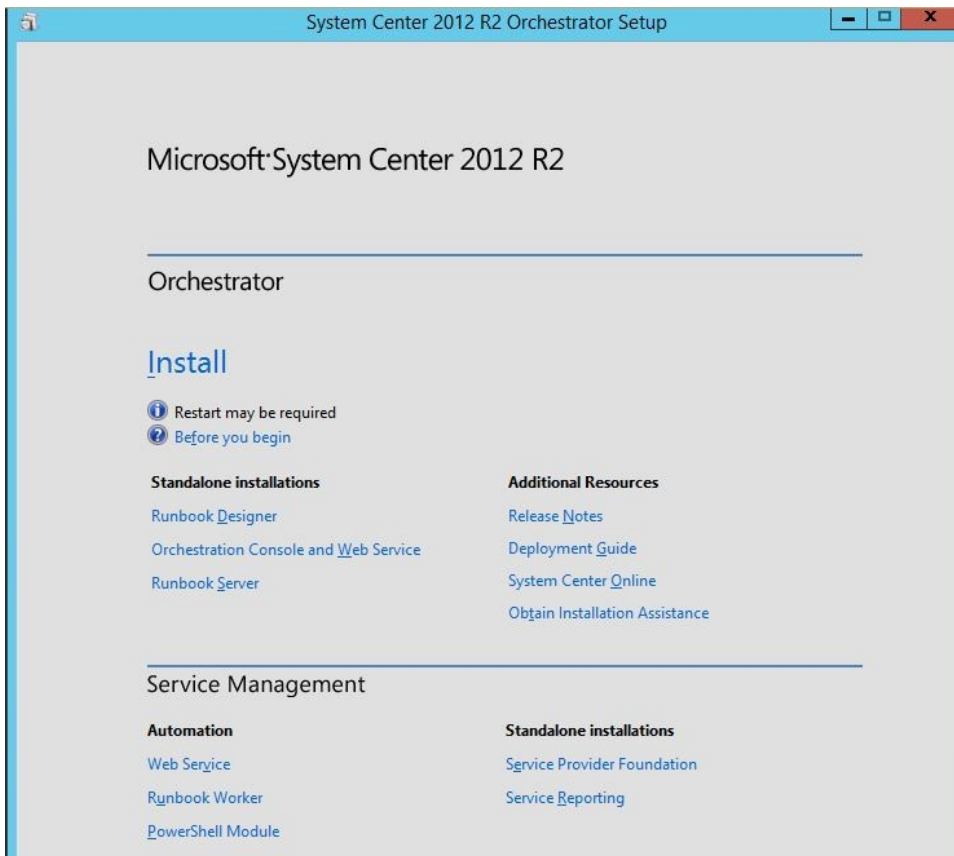 System Center 2012 R2 Orchestrator Setup
Microsoft System Center 2012 R2
Orchestrator
Install
Restart may be required
Before you begin
Standalone installations
Runbook Designer
Orchestration Console and Web Service
Runbook Server
Additional Resources
Release Notes
Deployment Guide
System Center Online
Obtain Installation Assistance
Service Management
Automation
Web Service
Runbook Worker
PowerShell Module
Standalone installations
Service Provider Foundation
Service Reporting